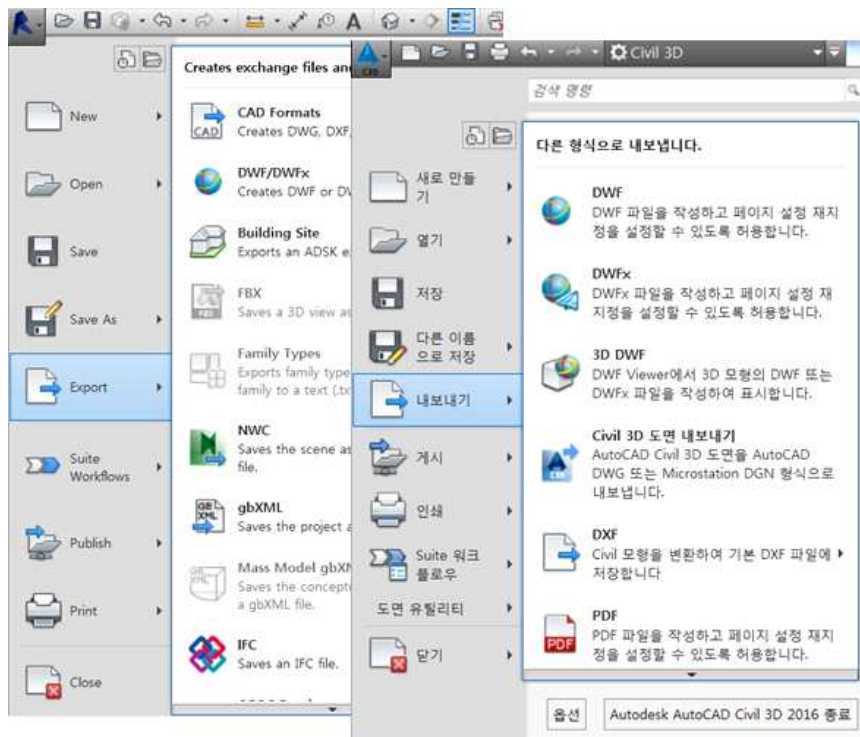 A
Creates exchange files an
New
Open
Save
Save As
Export
Suite
Workflows
Publish
Print
Close
CAD Formats
Creates DWG, DXF,
DWF/DWFx
Creates DWF or
Building Site
Exports an ADSK
FBX
Saves a 3D view as
Family Types
Exports family type
family to a text (.tx
NWC
Saves the scene as
file.
gbXML
Saves the project a
Mass Model gbXM
Saves the concept
a gbXML file.
IFC
Saves an IFC file.
Civil 3D
검색 명령
다른 형식으로 내보냅니다.
새로 만들
기
열기
저장
다른 이름
으로 저장
내보내기
게시
인쇄
Suite 워크
플로우
도면 유틸리티
닫기
DWF
DWF 파일을 작성하고 페이지 설정 재지
정을 설정할 수 있도록 허용합니다.
DWFx
DWFx 파일을 작성하고 페이지 설정 재
지정을 설정할 수 있도록 허용합니다.
3D DWF
DWF Viewer에서 3D 모형의 DWF 또는
DWFx 파일을 작성하여 표시합니다.
Civil 3D 도면 내보내기
AutoCAD Civil 3D 도면을 AutoCAD
DWG 또는 Microstation DGN 형식으로
내보냅니다.
DXF
Civil 모형을 변환하여 기본 DXF 파일에
저장합니다
PDF
PDF 파일을 작성하고 페이지 설정 재지
정을 설정할 수 있도록 허용합니다.
옵션
Autodesk AutoCAD Civil 3D 2016 종료